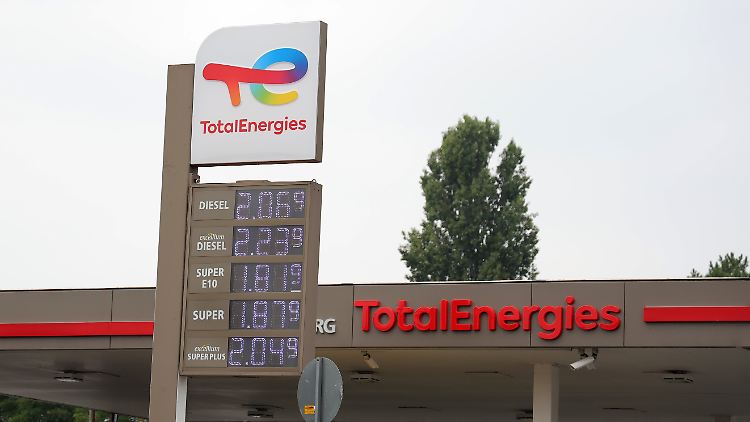 TotalEnergies
DIESEL 2.06⁹
excellium
DIESEL 2.23⁹
SUPER
E10 1.81⁹
SUPER 1.87⁹
excellium
SUPER PLUS 2.04⁹
RG TotalEnergies